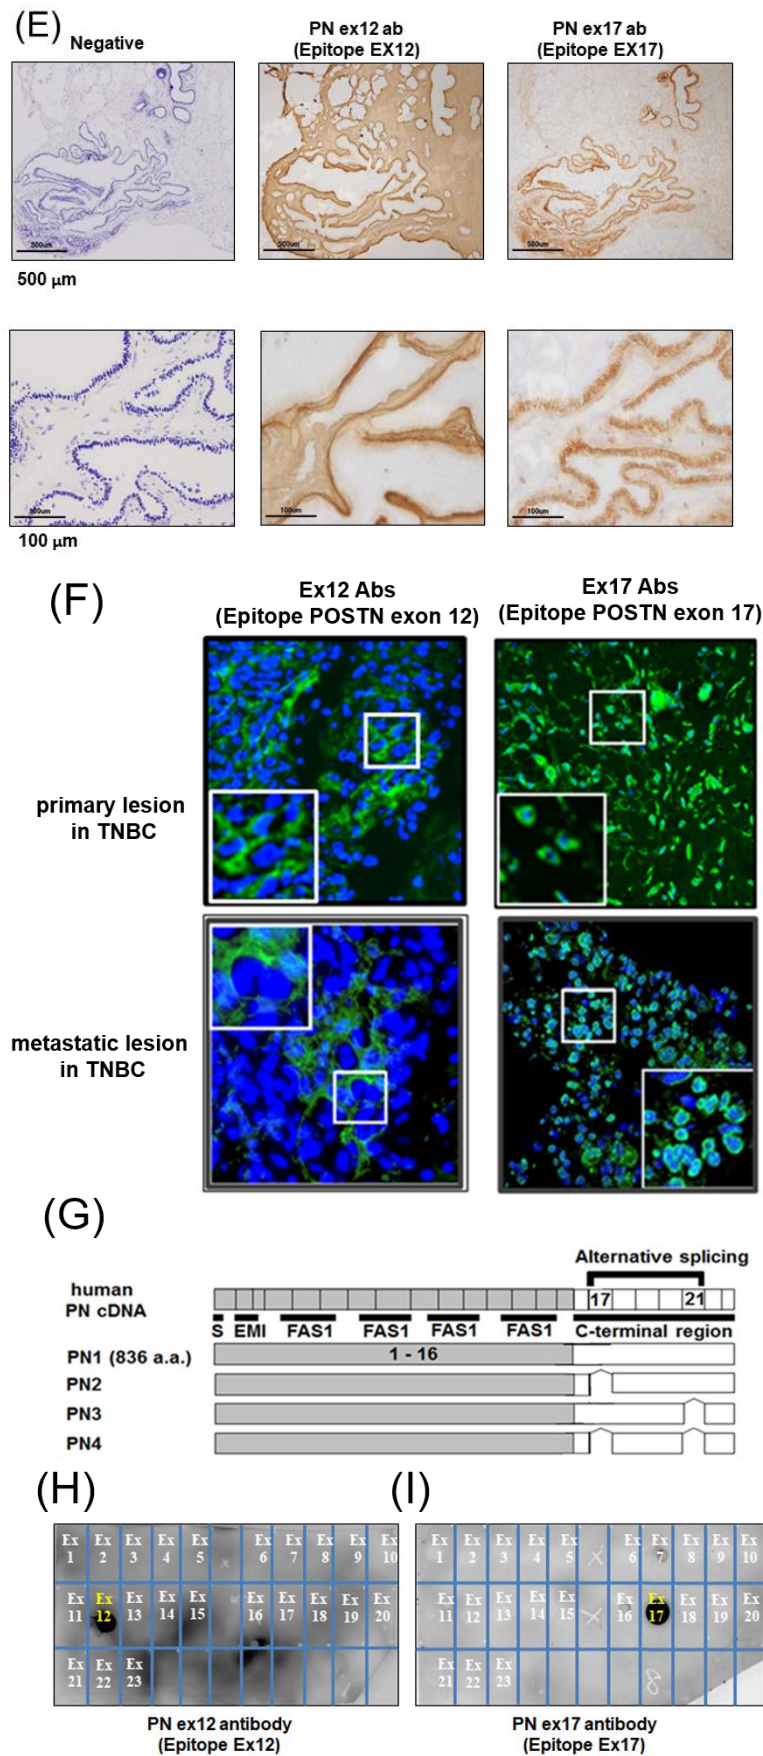 (E)
Negative
PN ex12 ab
(Epitope EX12)
PN ex17 ab
(Epitope EX17)
500um
500um
500um
500 μm
100um
100um
100um
100 μm
(F)
Ex12 Abs
(Epitope POSTN exon 12)
Ex17 Abs
(Epitope POSTN exon 17)
primary lesion
in TNBC
metastatic lesion
in TNBC
(G)
Alternative splicing
human
PN cDNA
17
21
S EMI FAS1 FAS1 FAS1 FAS1 C-terminal region
PN1 (836 a.a.)
1 - 16
PN2
PN3
PN4
(H)
Ex 1
Ex 2
Ex 3
Ex 4
Ex 5
Ex 6
Ex 7
Ex 8
Ex 9
Ex 10
Ex 11
Ex 12
Ex 13
Ex 14
Ex 15
Ex 16
Ex 17
Ex 18
Ex 19
Ex 20
Ex 21
Ex 22
Ex 23
PN ex12 antibody
(Epitope Ex12)
(I)
Ex 1
Ex 2
Ex 3
Ex 4
Ex 5
Ex 6
Ex 7
Ex 8
Ex 9
Ex 10
Ex 11
Ex 12
Ex 13
Ex 14
Ex 15
Ex 16
Ex 17
Ex 18
Ex 19
Ex 20
Ex 21
Ex 22
Ex 23
PN ex17 antibody
(Epitope Ex17)